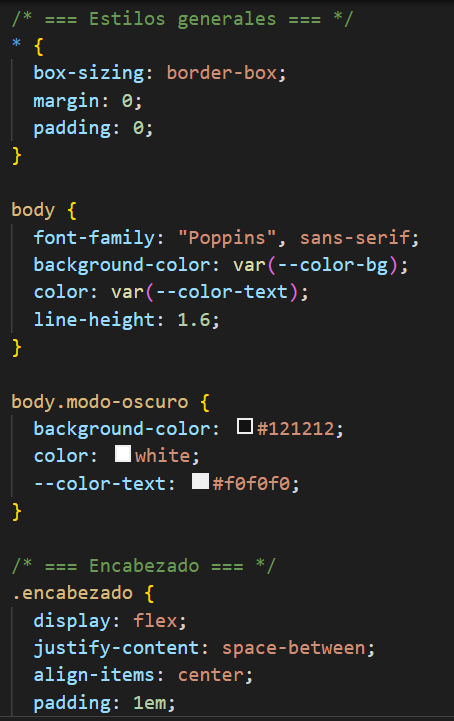 /* === Estilos generales === */
* {
  box-sizing: border-box;
  margin: 0;
  padding: 0;
}

body {
  font-family: "Poppins", sans-serif;
  background-color: var(--color-bg);
  color: var(--color-text);
  line-height: 1.6;
}

body.modo-oscuro {
  background-color: #121212;
  color: white;
  --color-text: #f0f0f0;
}

/* === Encabezado === */
.encabezado {
  display: flex;
  justify-content: space-between;
  align-items: center;
  padding: 1em;